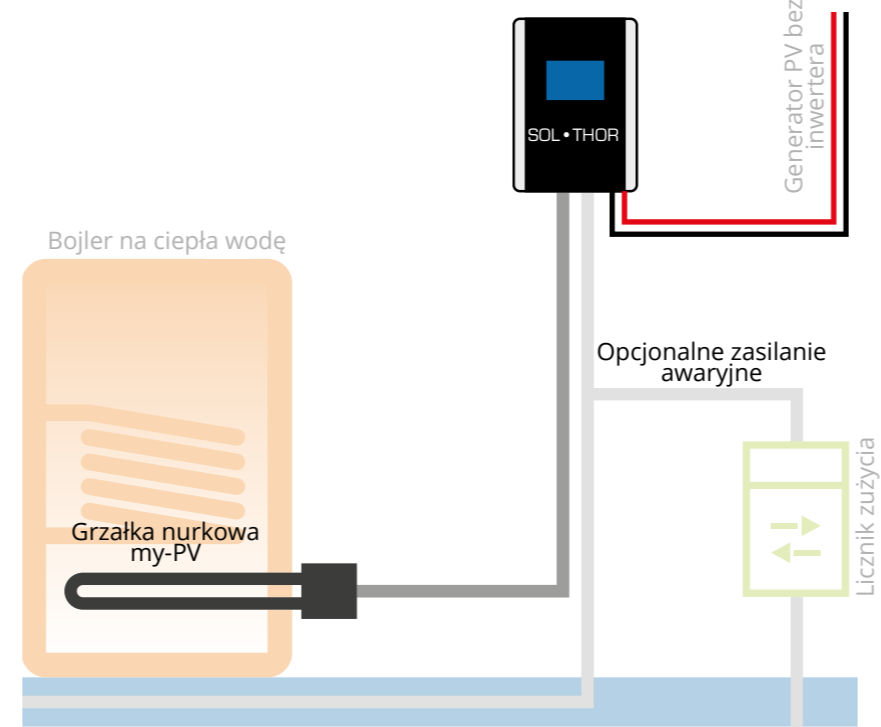 Generator PV bez
inwertera
SOL•THOR
Bojler na ciepła wodę
Opcjonalne zasilanie
awaryjne
Licznik zużycia
Grzałka nurkowa
my-PV